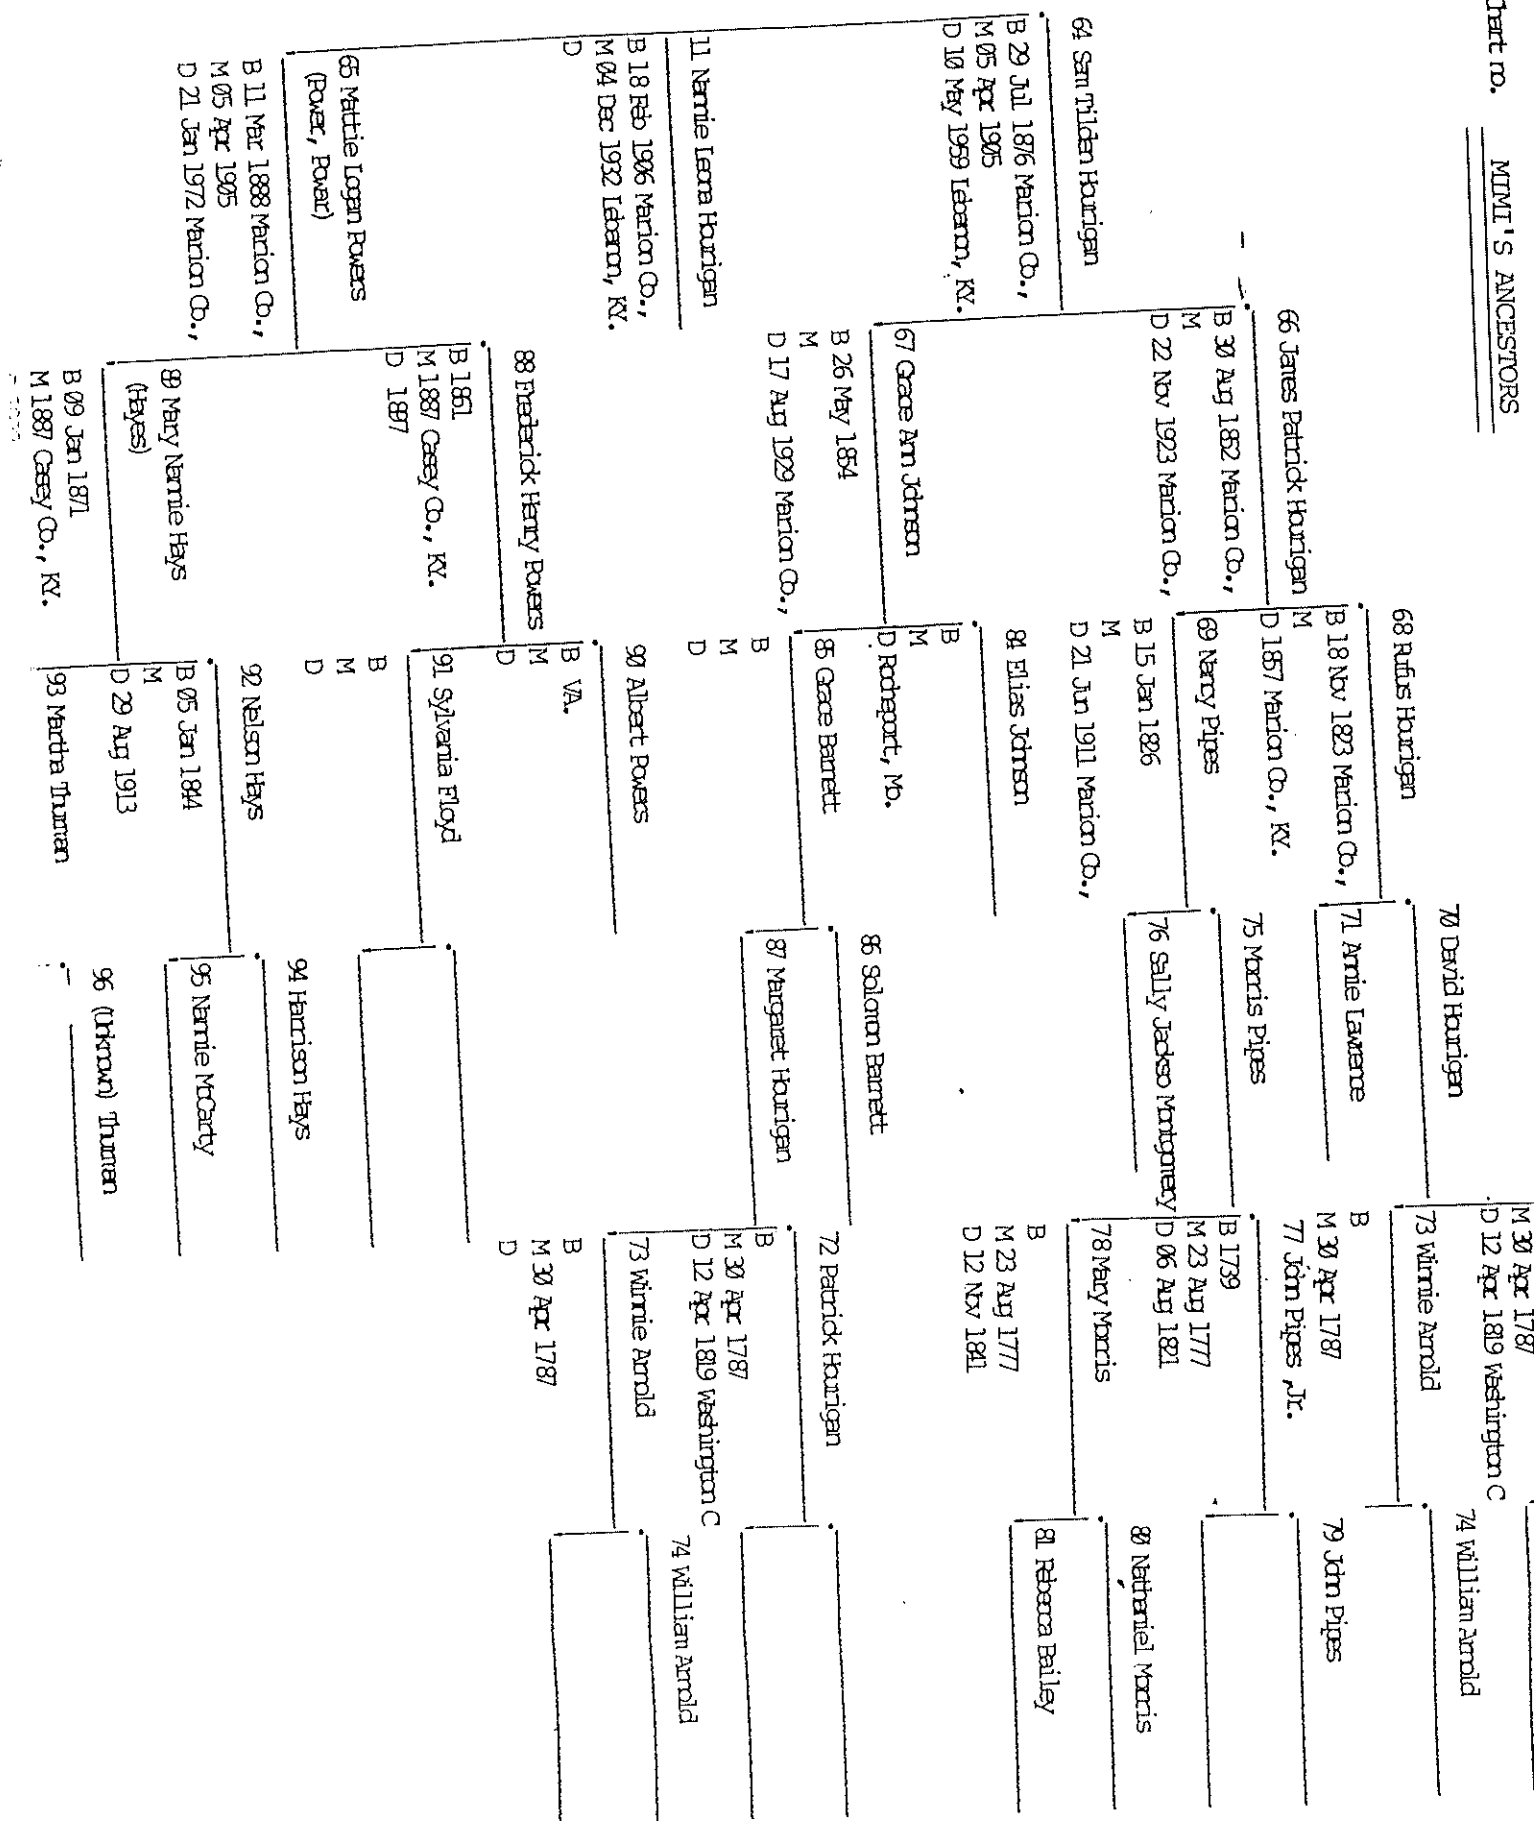 Chart no.
MIMI'S ANCESTORS
64 Sam Tilden Hourigan
B 29 Jul 1876 Marion Co.,
M 05 Apr 1905
D 10 May 1959 Lebanon, KY.
11 Nannie Leona Hourigan
B 18 Feb 1906 Marion Co.,
M 04 Dec 1932 Lebanon, KY.
D
65 Mattie Logan Powers
(Power, Powar)
B 11 Mar 1888 Marion Co.,
M 05 Apr 1905
D 21 Jan 1972 Marion Co.,
66 James Patrick Hourigan
B 30 Aug 1852 Marion Co.,
M
D 22 Nov 1923 Marion Co.,
67 Grace Ann Johnson
B 26 May 1854
M
D 17 Aug 1929 Marion Co.,
88 Frederick Henry Powers
B 1861
M 1887 Casey Co., KY.
D 1897
89 Mary Nannie Hays
(Hayes)
B 09 Jan 1871
M 1887 Casey Co., KY.
68 Rufus Hourigan
B 18 Nov 1823 Marion Co.,
M
D 1857 Marion Co., KY.
69 Nancy Pipes
B 15 Jan 1826
M
D 21 Jun 1911 Marion Co.,
84 Elias Johnson
B
M
D Rocheport, Mo.
85 Grace Barnett
B
M
D
90 Albert Powers
B VA.
M
D
91 Sylvania Floyd
B
M
D
92 Nelson Hays
B 05 Jan 1844
M
D 29 Aug 1913
93 Martha Thurman
70 David Hourigan
71 Annie Lawrence
75 Morris Pipes
76 Sally Jackso Montgomery
86 Solomon Barnett
87 Margaret Hourigan
94 Harrison Hays
95 Nannie McCarty
96 (Unknown) Thurman
M 30 Apr 1787
D 12 Apr 1819 Washington C
73 Winnie Arnold
B
M 30 Apr 1787
77 John Pipes ,Jr.
B 1739
M 23 Aug 1777
D 06 Aug 1821
78 Mary Morris
B
M 23 Aug 1777
D 12 Nov 1841
72 Patrick Hourigan
B
M 30 Apr 1787
D 12 Apr 1819 Washington C
73 Winnie Arnold
B
M 30 Apr 1787
D
74 William Arnold
79 John Pipes
80 Nathaniel Morris
81 Rebecca Bailey
74 William Arnold